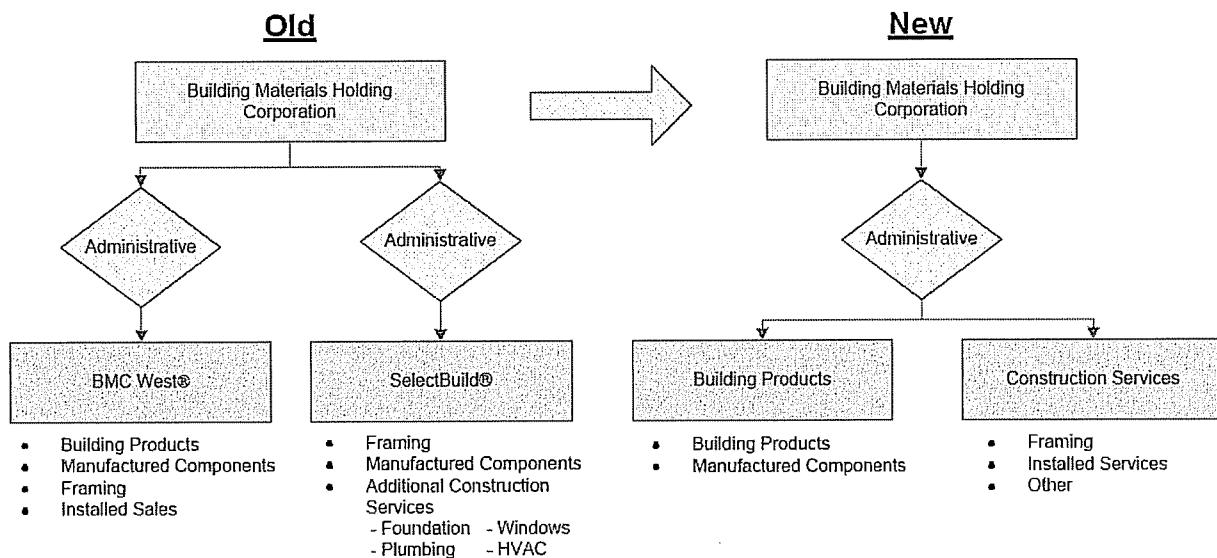 Old
New
Building Materials Holding
Corporation
Building Materials Holding
Corporation
Administrative
Administrative
Administrative
BMC West®
SelectBuild®
Building Products
Construction Services
• Building Products
• Manufactured Components
• Framing
• Installed Sales
• Framing
• Manufactured Components
• Additional Construction
Services
- Foundation - Windows
- Plumbing - HVAC
• Building Products
• Manufactured Components
• Framing
• Installed Services
• Other